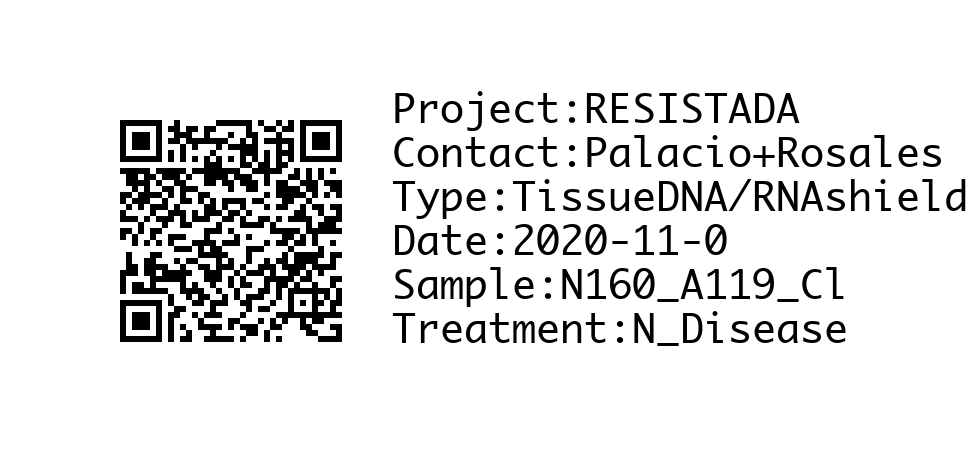 Project:RESISTADA
Contact:Palacio+Rosales
Type:TissueDNA/RNAshield
Date:2020-11-0
Sample:N160_A119_Cl
Treatment:N_Disease